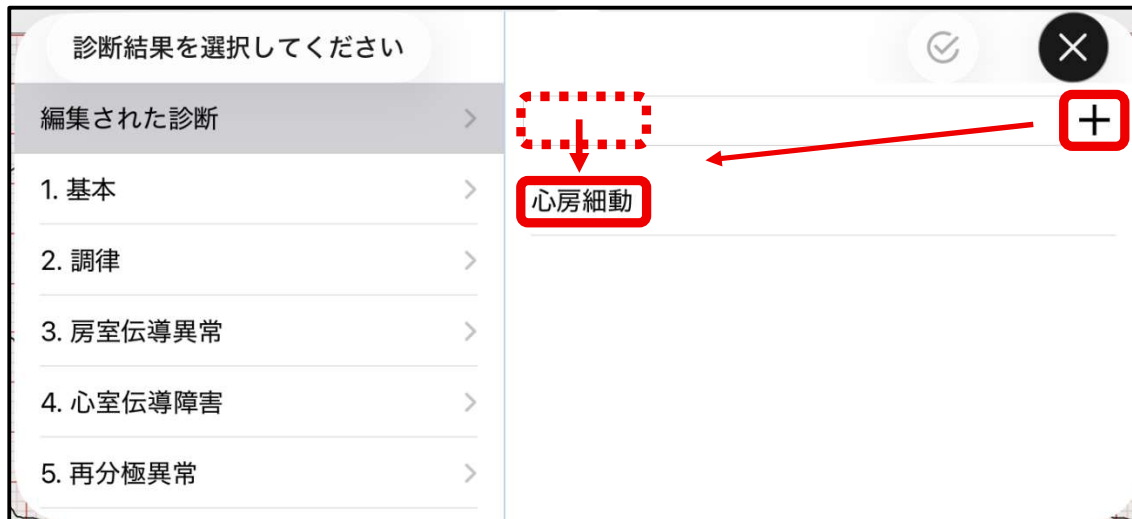 診断結果を選択してください
編集された診断
1. 基本
2. 調律
3. 房室伝導異常
4. 心室伝導障害
5. 再分極異常
心房細動